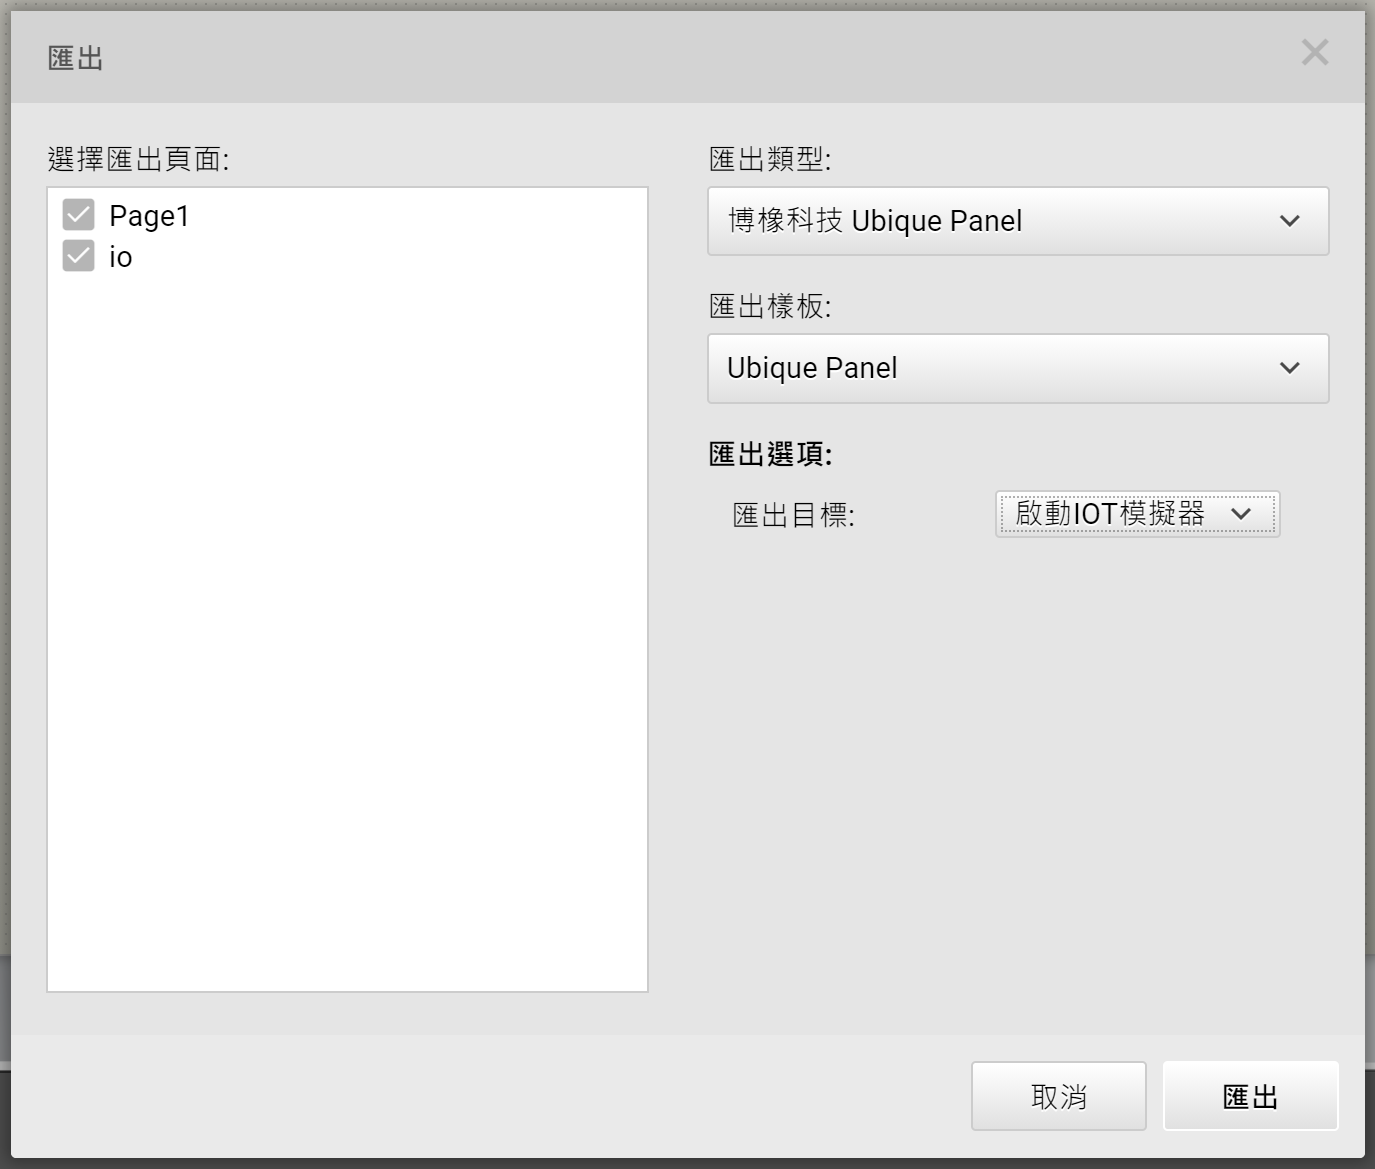 匯出
選擇匯出頁面:
Page1
io
匯出類型:
博橡科技 Ubique Panel
匯出樣板:
Ubique Panel
匯出選項:
匯出目標:
啟動IOT模擬器
取消
匯出